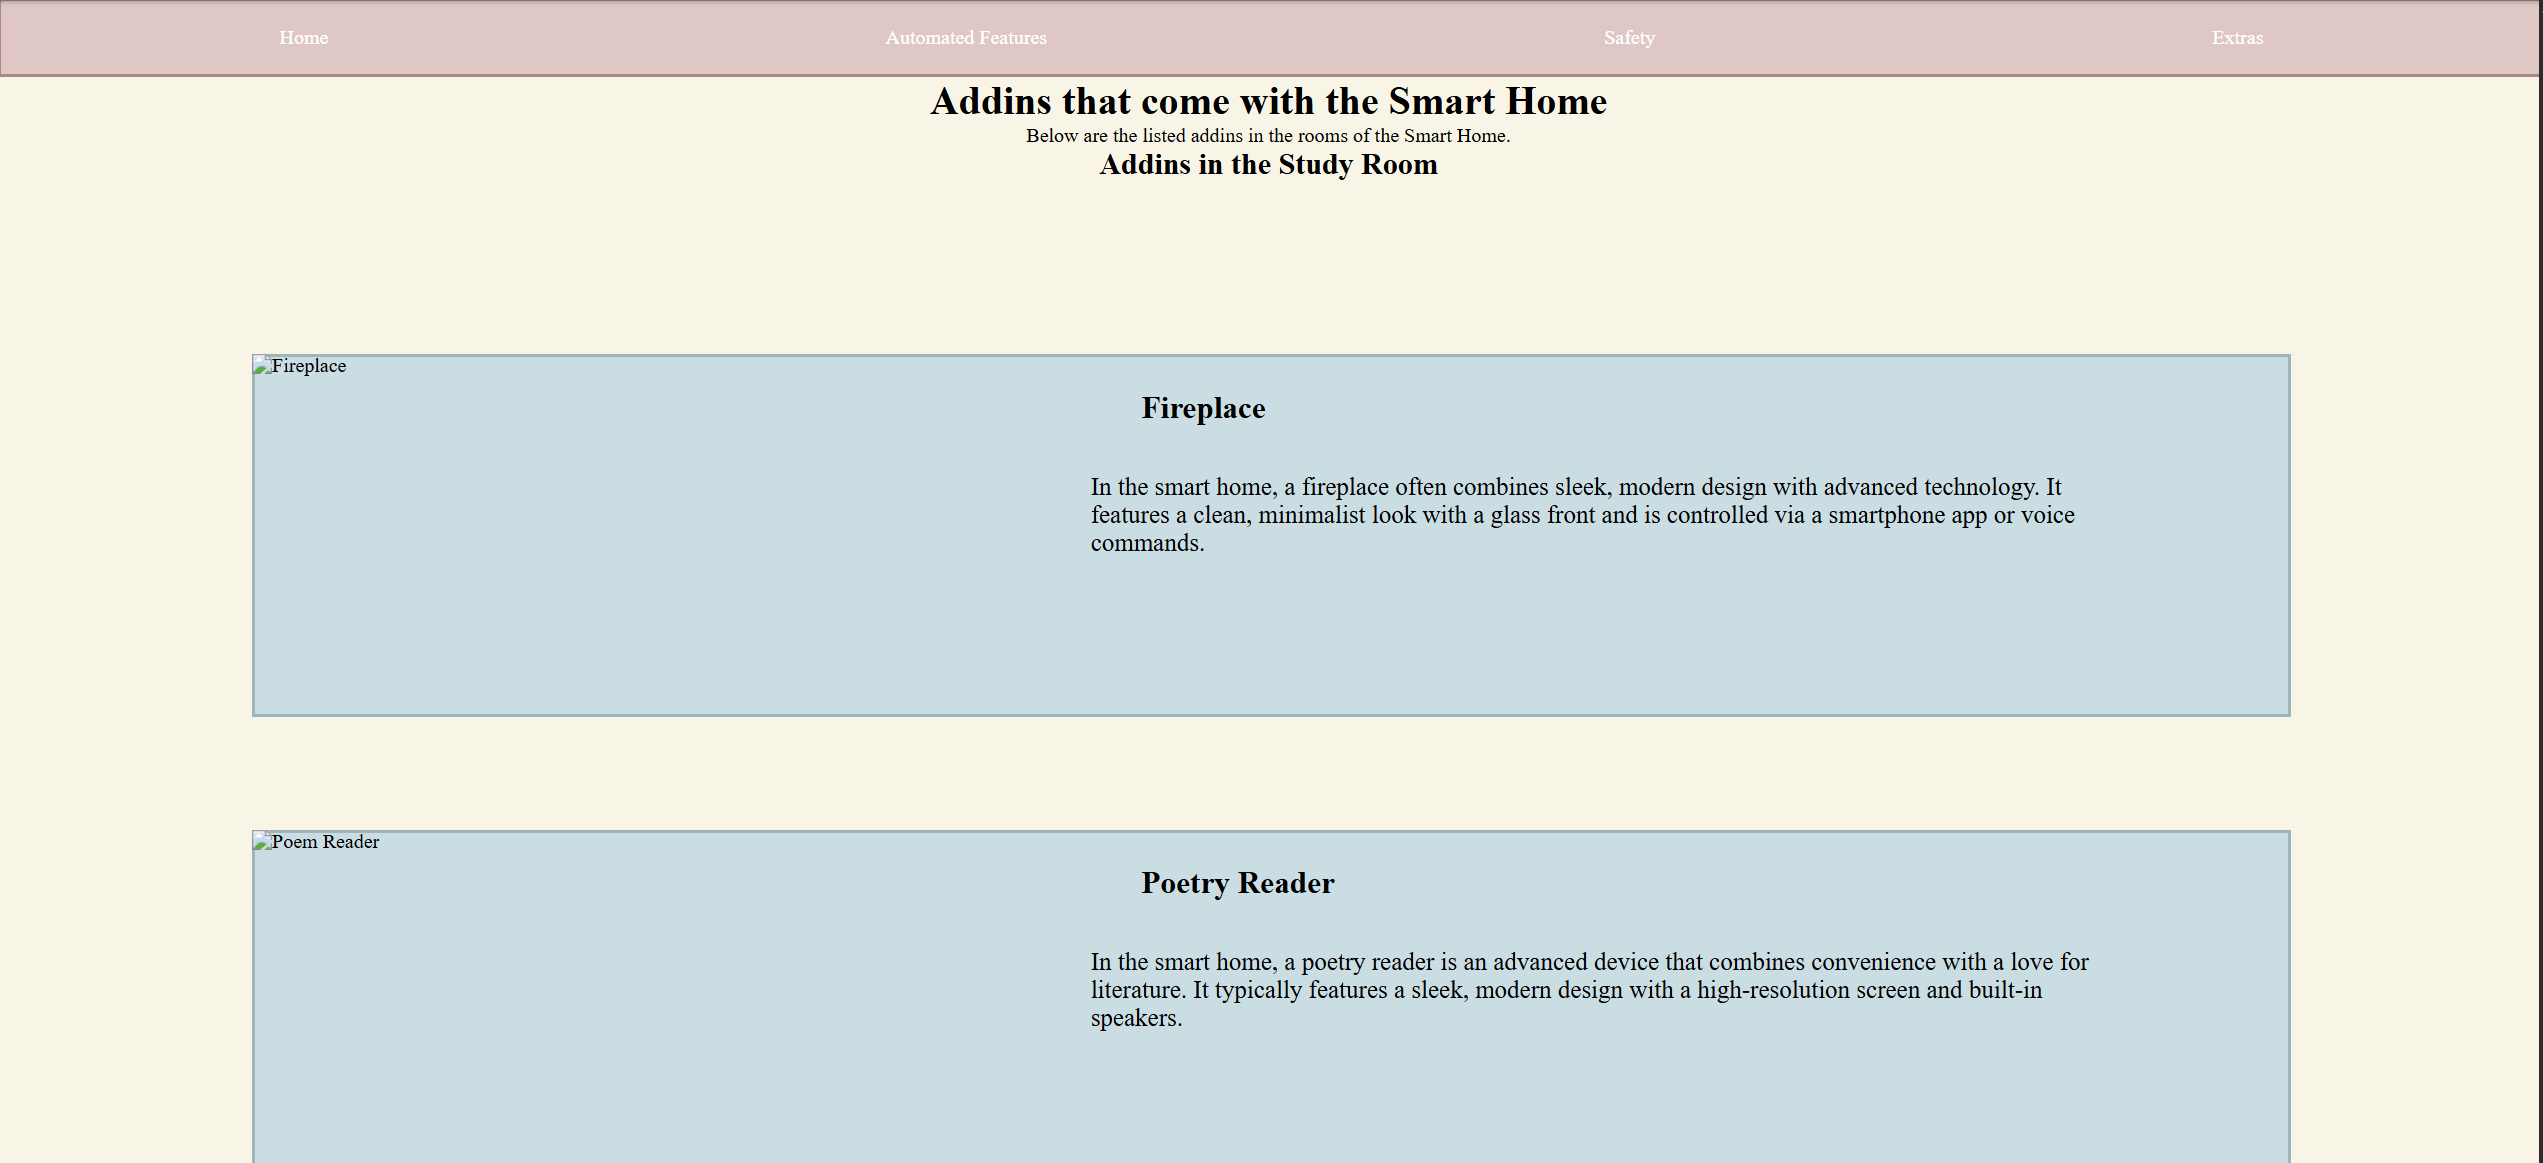 Home Automated Features Safety Extras
Addins that come with the Smart Home
Below are the listed addins in the rooms of the Smart Home.
Addins in the Study Room
Fireplace
Fireplace
In the smart home, a fireplace often combines sleek, modern design with advanced technology. It
features a clean, minimalist look with a glass front and is controlled via a smartphone app or voice
commands.
Poem Reader
Poetry Reader
In the smart home, a poetry reader is an advanced device that combines convenience with a love for
literature. It typically features a sleek, modern design with a high-resolution screen and built-in
speakers.